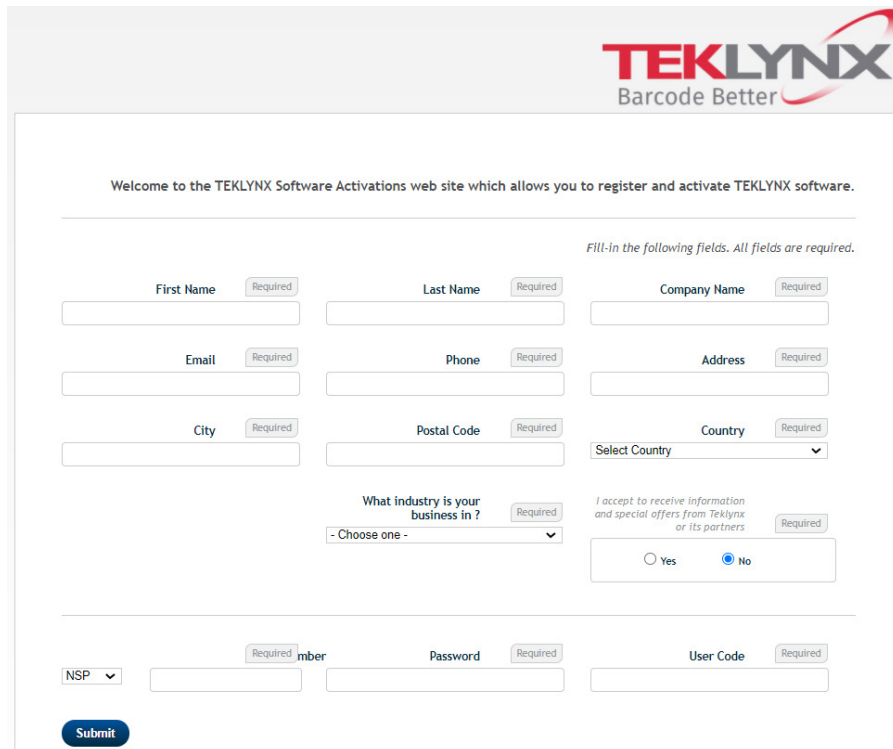 TEKLYNX
Barcode Better
Welcome to the TEKLYNX Software Activations web site which allows you to register and activate TEKLYNX software.
Fill-in the following fields. All fields are required.
First Name Required Last Name Required Company Name Required
Email Required Phone Required Address Required
City Required Postal Code Required Country Required
Select Country
What industry is your
business in ? Required
- Choose one -
I accept to receive information
and special offers from Teklynx
or its partners Required
Yes No
Required mber Password Required User Code Required
NSP
Submit